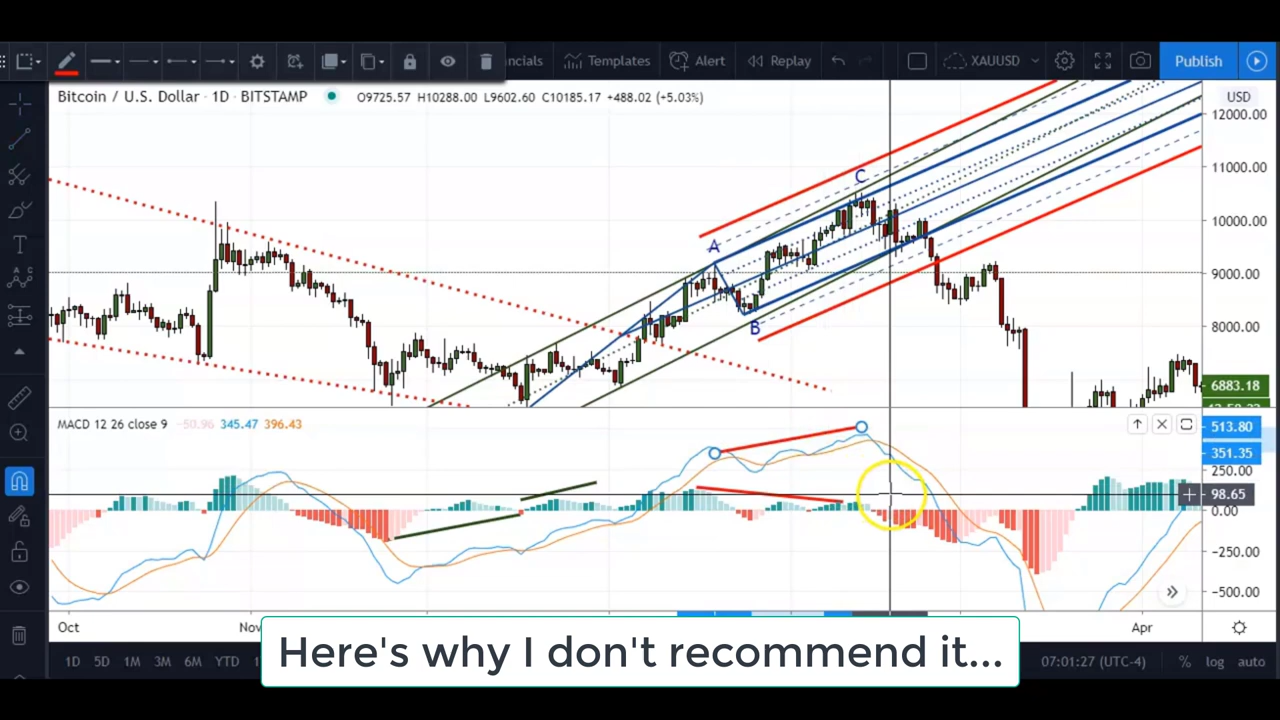 ncials Templates Alert Replay XAUUSD Publish
Bitcoin / U.S. Dollar · 1D · BITSTAMP O9725.57 H10288.00 L9602.60 C10185.17 +488.02 (+5.03%) USD
12000.00
11000.00
C
10000.00
A
9000.00
B
8000.00
6883.18
MACD 12 26 close 9 -50.96 345.47 396.43
513.80
351.35
250.00
98.65
0.00
-250.00
-500.00
Oct Nov Apr
Here's why I don't recommend it...
1D 5D 1M 3M 6M YTD 07:01:27 (UTC-4) % log auto